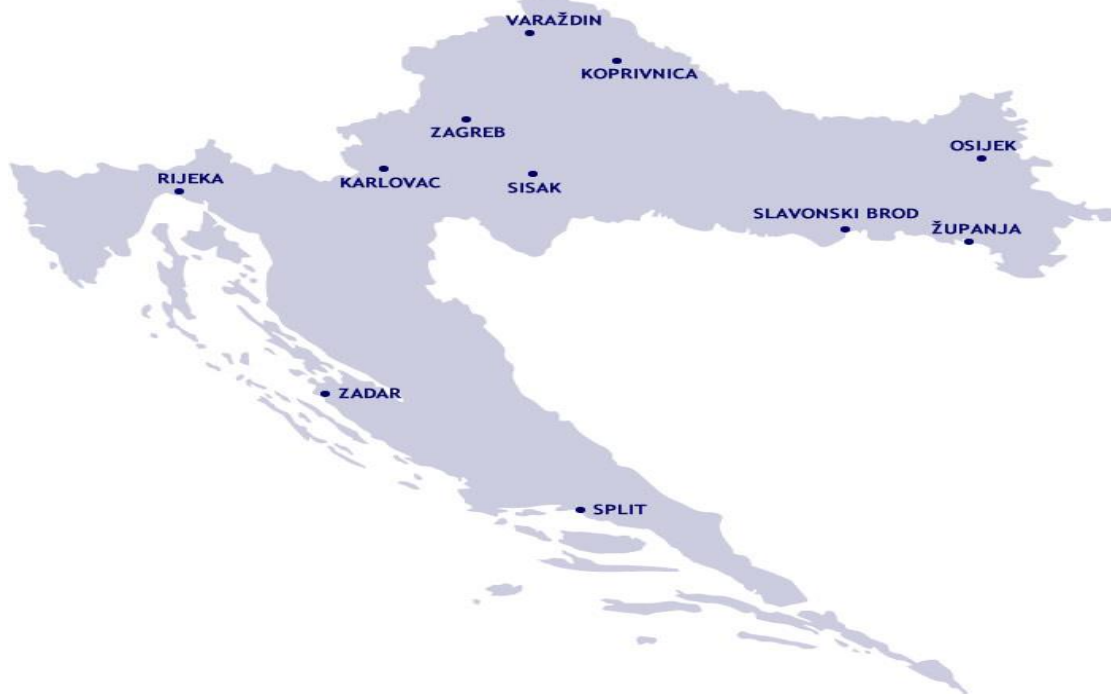 VARAŽDIN
KOPRIVNICA
ZAGREB
OSIJEK
RIJEKA
KARLOVAC
SISAK
SLAVONSKI BROD
ŽUPANJA
ZADAR
SPLIT